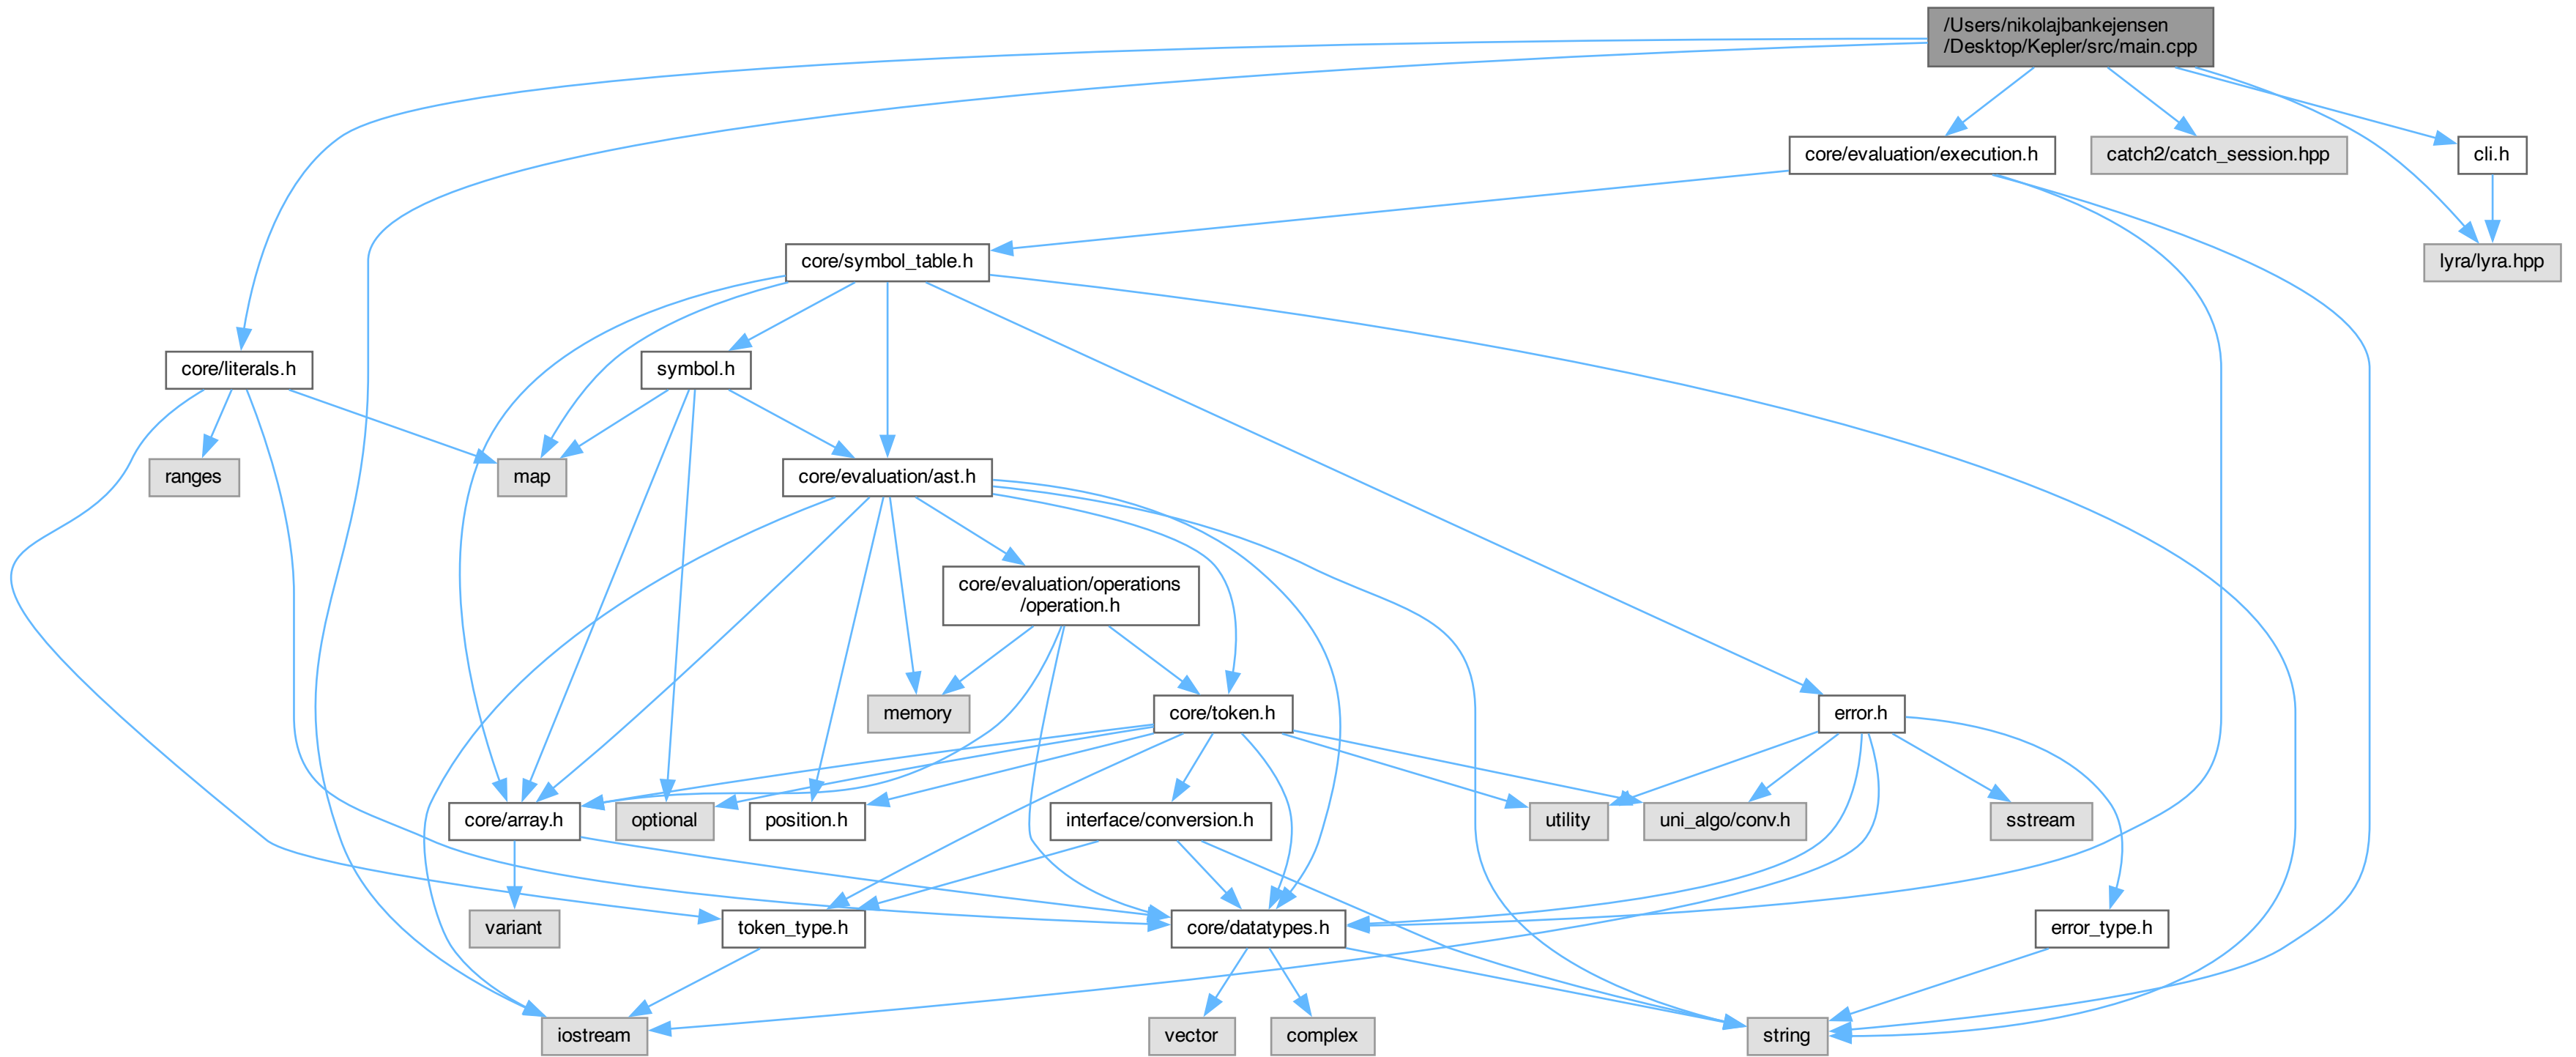 /Users/nikolajbankejensen
/Desktop/Kepler/src/main.cpp
core/evaluation/execution.h
catch2/catch_session.hpp
cli.h
core/symbol_table.h
lyra/lyra.hpp
core/literals.h
symbol.h
ranges
map
core/evaluation/ast.h
core/evaluation/operations
/operation.h
memory
core/token.h
error.h
core/array.h
optional
position.h
interface/conversion.h
utility
uni_algo/conv.h
sstream
variant
token_type.h
core/datatypes.h
error_type.h
iostream
vector
complex
string